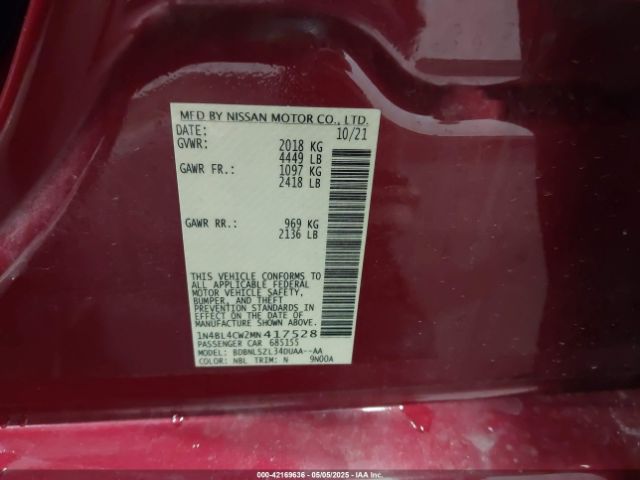 MFD BY NISSAN MOTOR CO., LTD.
DATE: 10/21
GVWR: 2018 KG
4449 LB
GAWR FR.: 1097 KG
2418 LB
GAWR RR.: 969 KG
2136 LB
THIS VEHICLE CONFORMS TO
ALL APPLICABLE FEDERAL
MOTOR VEHICLE SAFETY,
BUMPER, AND THEFT
PREVENTION STANDARDS IN
EFFECT ON THE DATE OF
MANUFACTURE SHOWN ABOVE.
1N4BL4CW2MN417528
PASSENGER CAR 685155
MODEL: BDBNLSZL34DUAA--AA
COLOR: NBL TRIM: N 9N00A
000-42169636 - 05/05/2025 - IAA Inc.